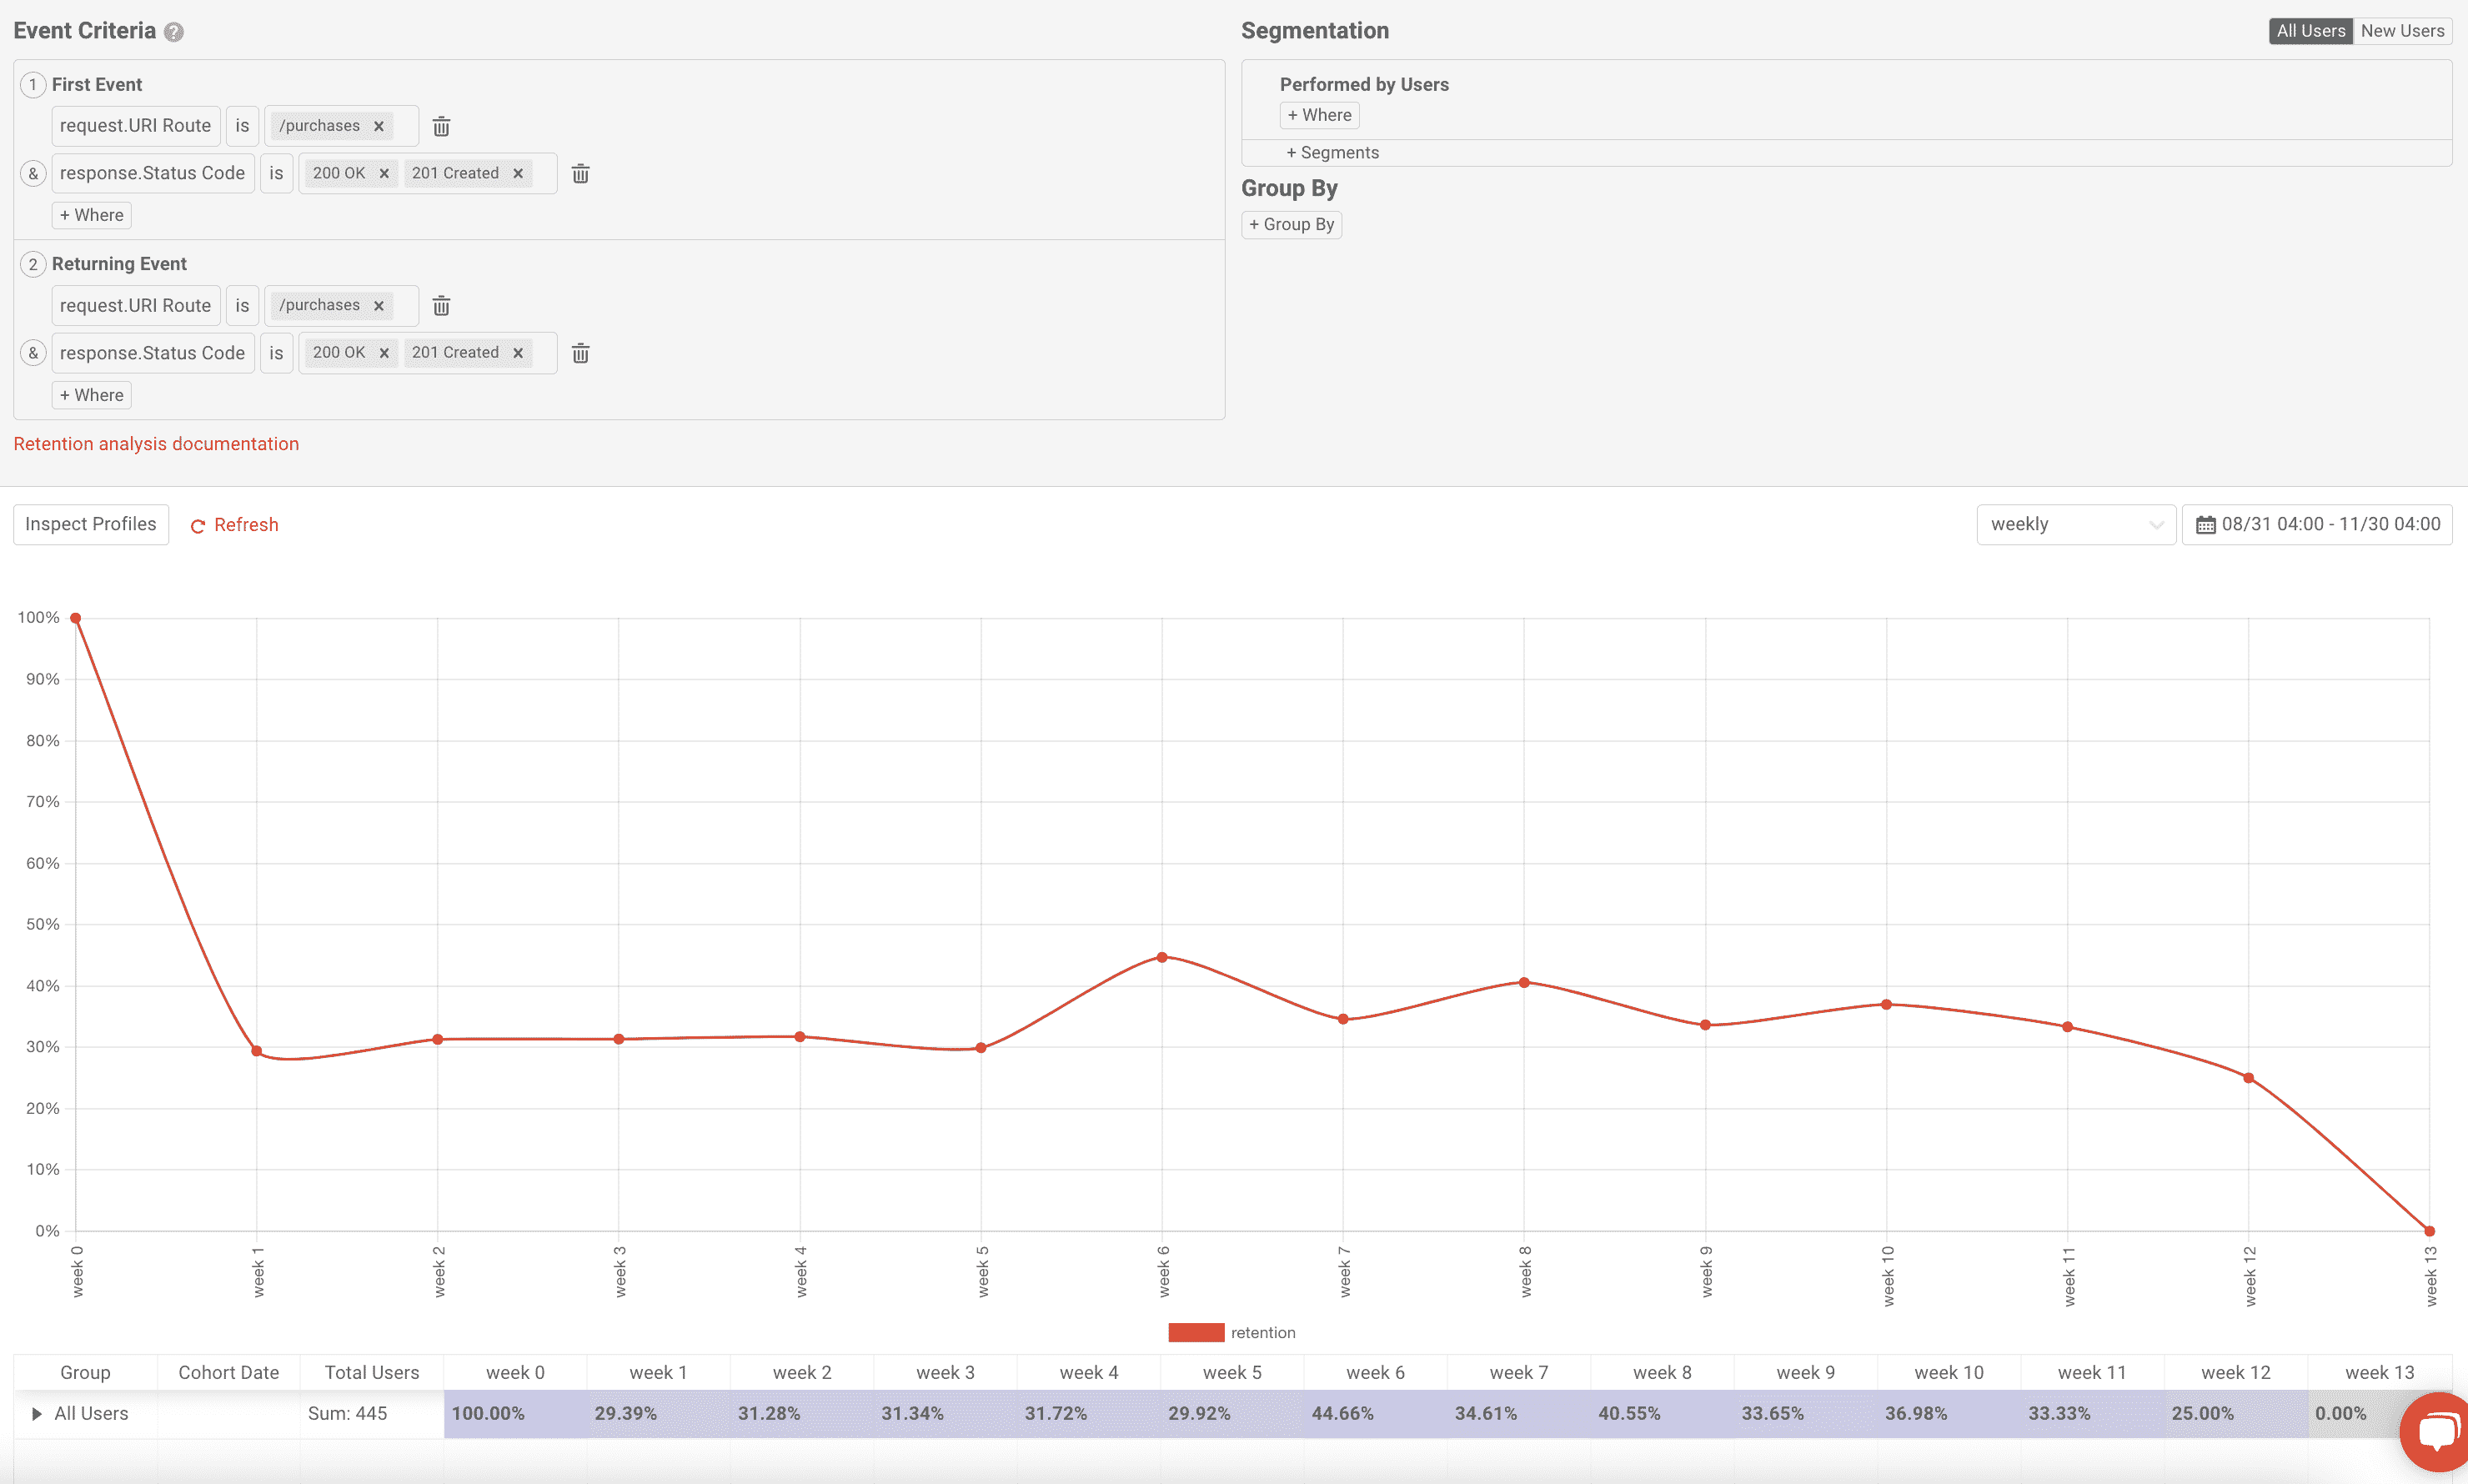 Event Criteria ?
1 First Event
request.URI Route is /purchases ×
& response.Status Code is 200 OK × 201 Created ×
+ Where
2 Returning Event
request.URI Route is /purchases ×
& response.Status Code is 200 OK × 201 Created ×
+ Where
Retention analysis documentation
Segmentation
All Users New Users
Performed by Users
+ Where
+ Segments
Group By
+ Group By
Inspect Profiles Refresh weekly 08/31 04:00 - 11/30 04:00
100%
90%
80%
70%
60%
50%
40%
30%
20%
10%
0%
week 0 week 1 week 2 week 3 week 4 week 5 week 6 week 7 week 8 week 9 week 10 week 11 week 12 week 13
retention
Group Cohort Date Total Users week 0 week 1 week 2 week 3 week 4 week 5 week 6 week 7 week 8 week 9 week 10 week 11 week 12 week 13
All Users Sum: 445 100.00% 29.39% 31.28% 31.34% 31.72% 29.92% 44.66% 34.61% 40.55% 33.65% 36.98% 33.33% 25.00% 0.00%